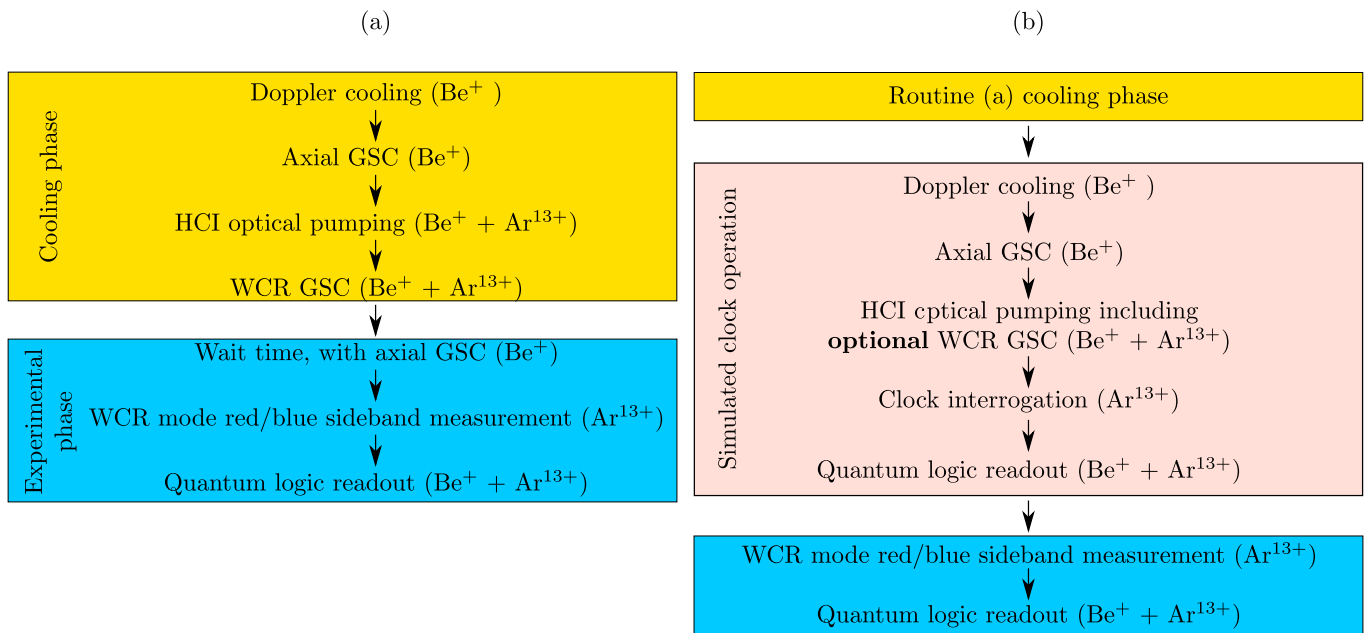 (a)
Cooling phase
Doppler cooling (Be⁺ )
Axial GSC (Be⁺)
HCI optical pumping (Be⁺ + Ar¹³⁺)
WCR GSC (Be⁺ + Ar¹³⁺)
Experimental
phase
Wait time, with axial GSC (Be⁺)
WCR mode red/blue sideband measurement (Ar¹³⁺)
Quantum logic readout (Be⁺ + Ar¹³⁺)
(b)
Routine (a) cooling phase
Simulated clock operation
Doppler cooling (Be⁺ )
Axial GSC (Be⁺)
HCI cptical pumping including
optional WCR GSC (Be⁺ + Ar¹³⁺)
Clock interrogation (Ar¹³⁺)
Quantum logic readout (Be⁺ + Ar¹³⁺)
WCR mode red/blue sideband measurement (Ar¹³⁺)
Quantum logic readout (Be⁺ + Ar¹³⁺)